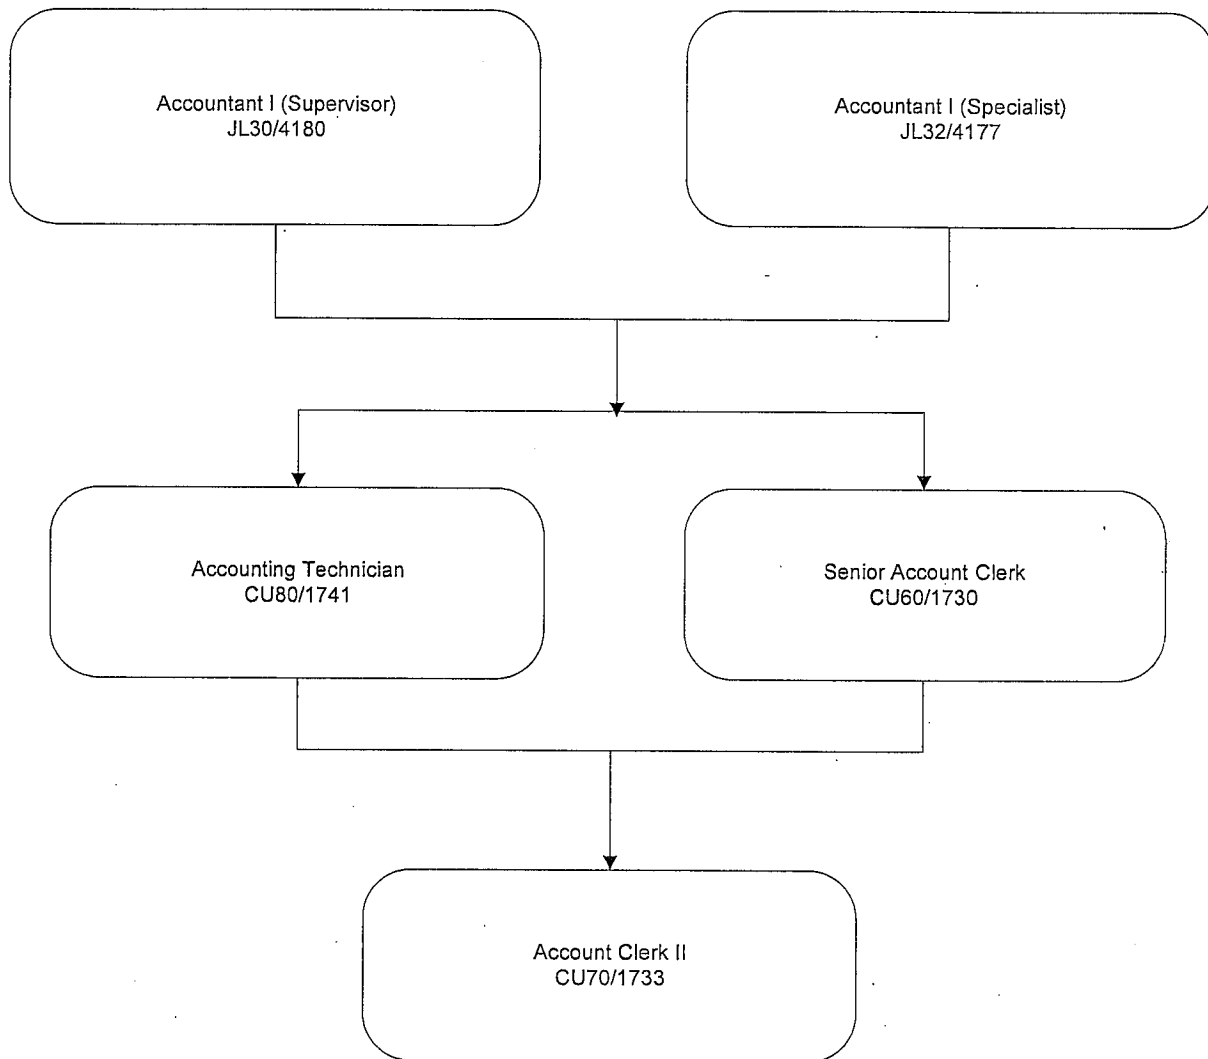 Accountant I (Supervisor)
JL30/4180
Accountant I (Specialist)
JL32/4177
Accounting Technician
CU80/1741
Senior Account Clerk
CU60/1730
Account Clerk II
CU70/1733